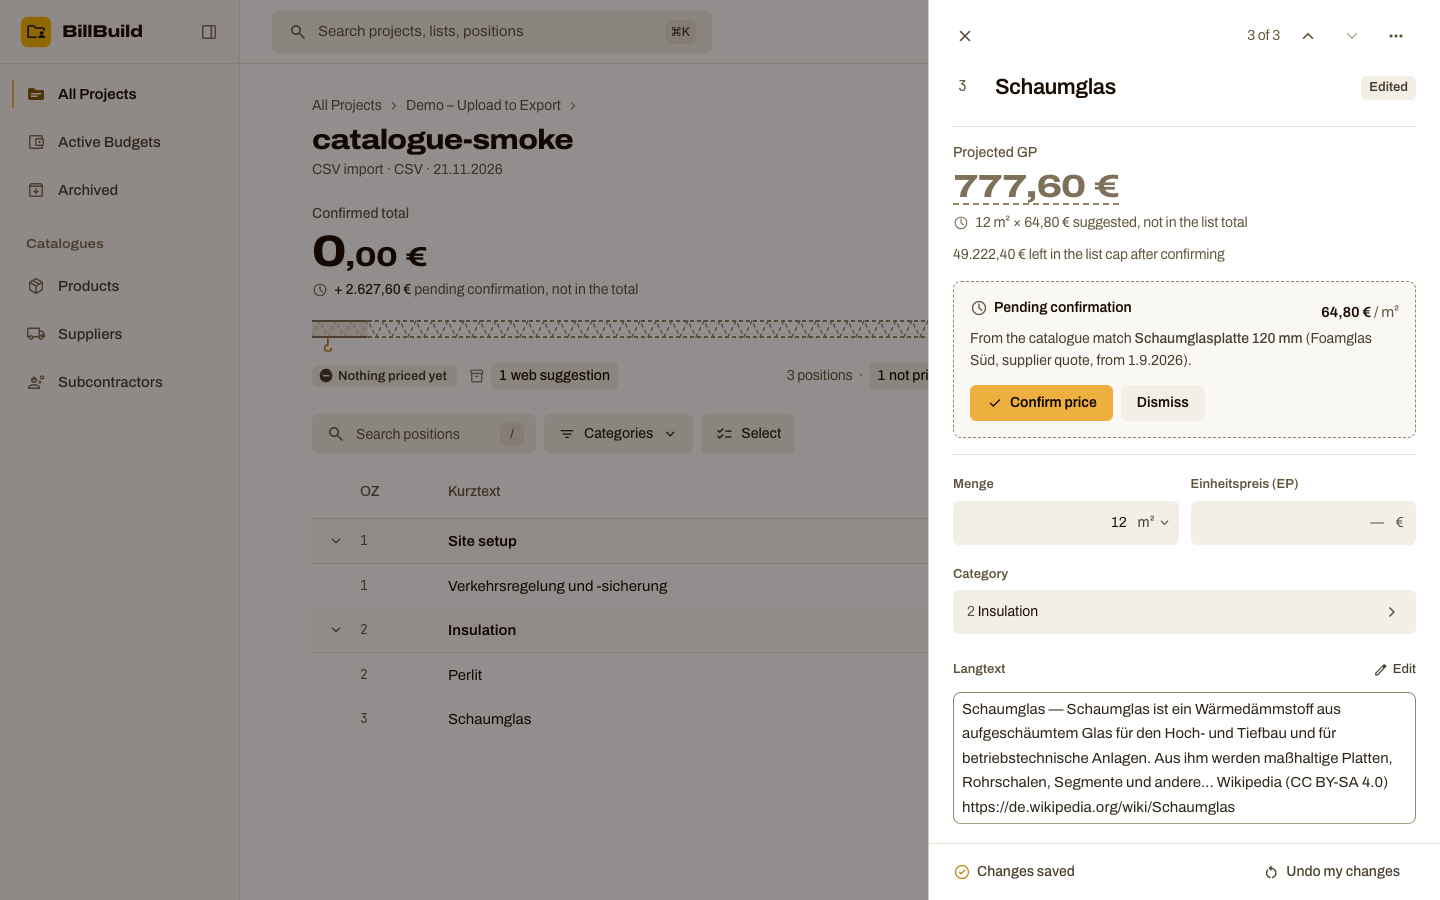 BillBuild
Search projects, lists, positions
⌘K
All Projects
Active Budgets
Archived
Catalogues
Products
Suppliers
Subcontractors
All Projects
Demo – Upload to Export
catalogue-smoke
CSV import · CSV · 21.11.2026
Confirmed total
0,00 €
+ 2.627,60 € pending confirmation, not in the total
Nothing priced yet
1 web suggestion
3 positions ·
1 not pri
Search positions
/
Categories
Select
OZ
Kurztext
1
Site setup
1
Verkehrsregelung und -sicherung
2
Insulation
2
Perlit
3
Schaumglas
3 of 3
3
Schaumglas
Edited
Projected GP
777,60 €
12 m² × 64,80 € suggested, not in the list total
49.222,40 € left in the list cap after confirming
Pending confirmation
64,80 € / m²
From the catalogue match Schaumglasplatte 120 mm (Foamglas
Süd, supplier quote, from 1.9.2026).
Confirm price
Dismiss
Menge
Einheitspreis (EP)
12 m²
— €
Category
2 Insulation
Langtext
Edit
Schaumglas — Schaumglas ist ein Wärmedämmstoff aus
aufgeschäumtem Glas für den Hoch- und Tiefbau und für
betriebstechnische Anlagen. Aus ihm werden maßhaltige Platten,
Rohrschalen, Segmente und andere… Wikipedia (CC BY-SA 4.0)
https://de.wikipedia.org/wiki/Schaumglas
Changes saved
Undo my changes